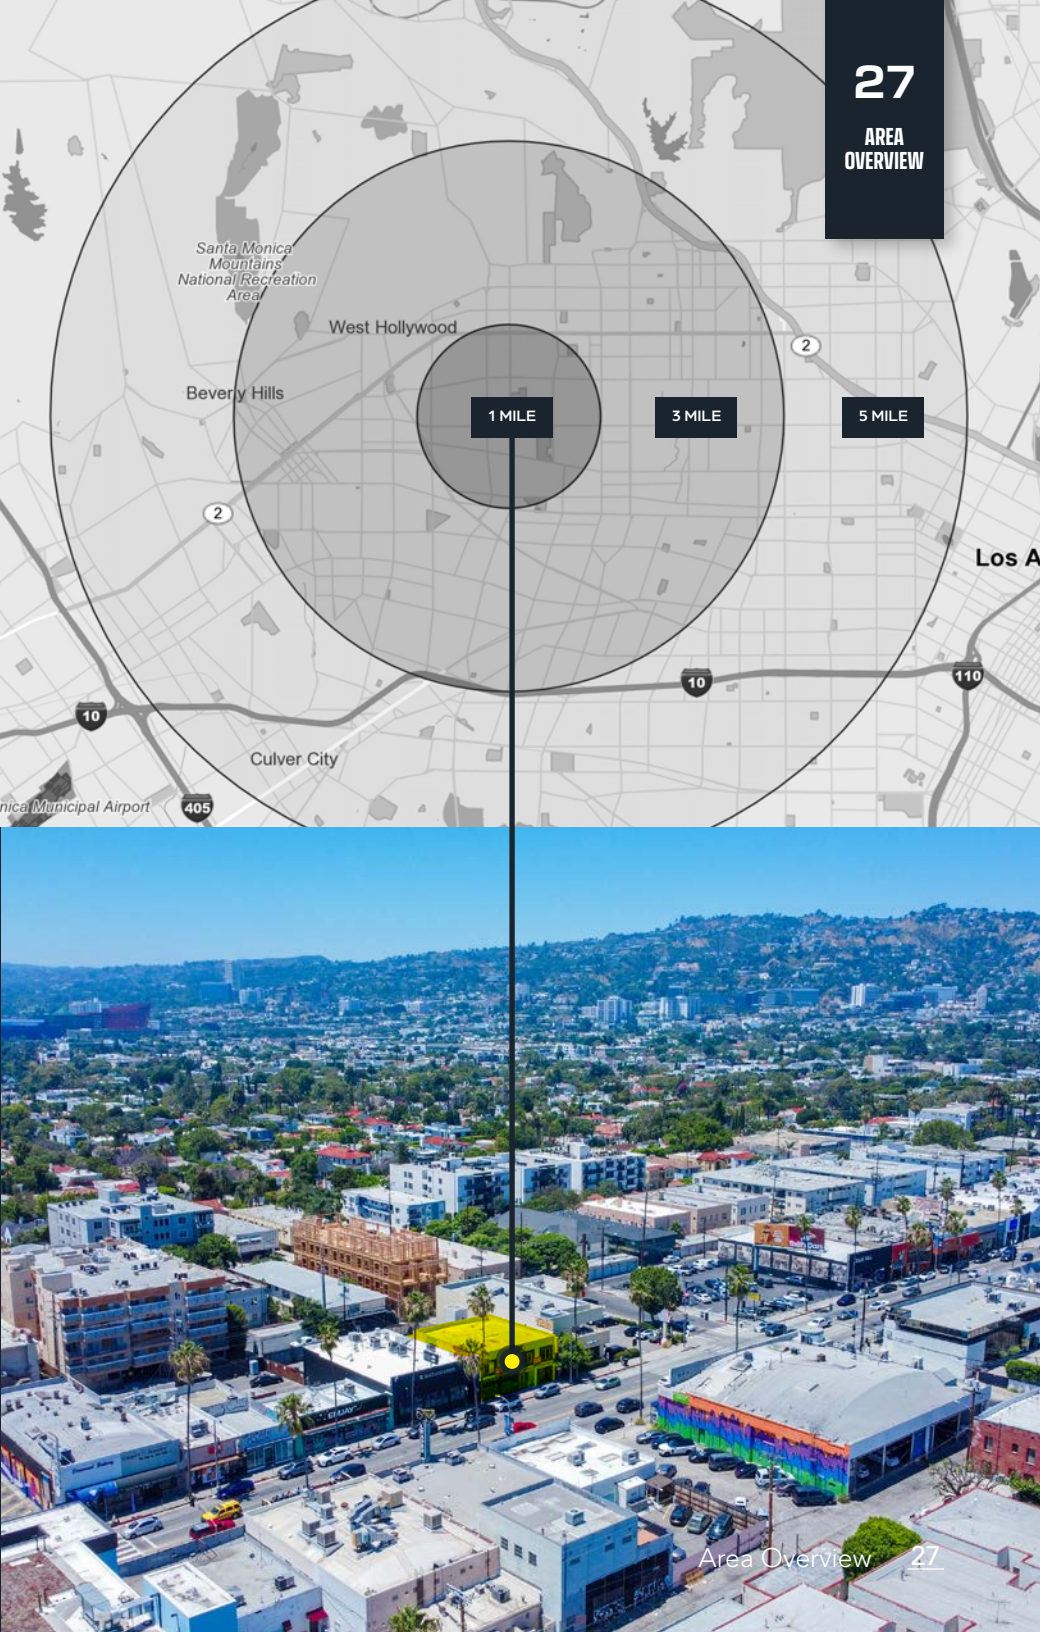 27
AREA
OVERVIEW
Santa Monica
Mountains
National Recreation
Area
West Hollywood
2
Beverly Hills
1 MILE
3 MILE
5 MILE
2
Los A
10
110
10
Culver City
nica Municipal Airport
405
Area Overview 27